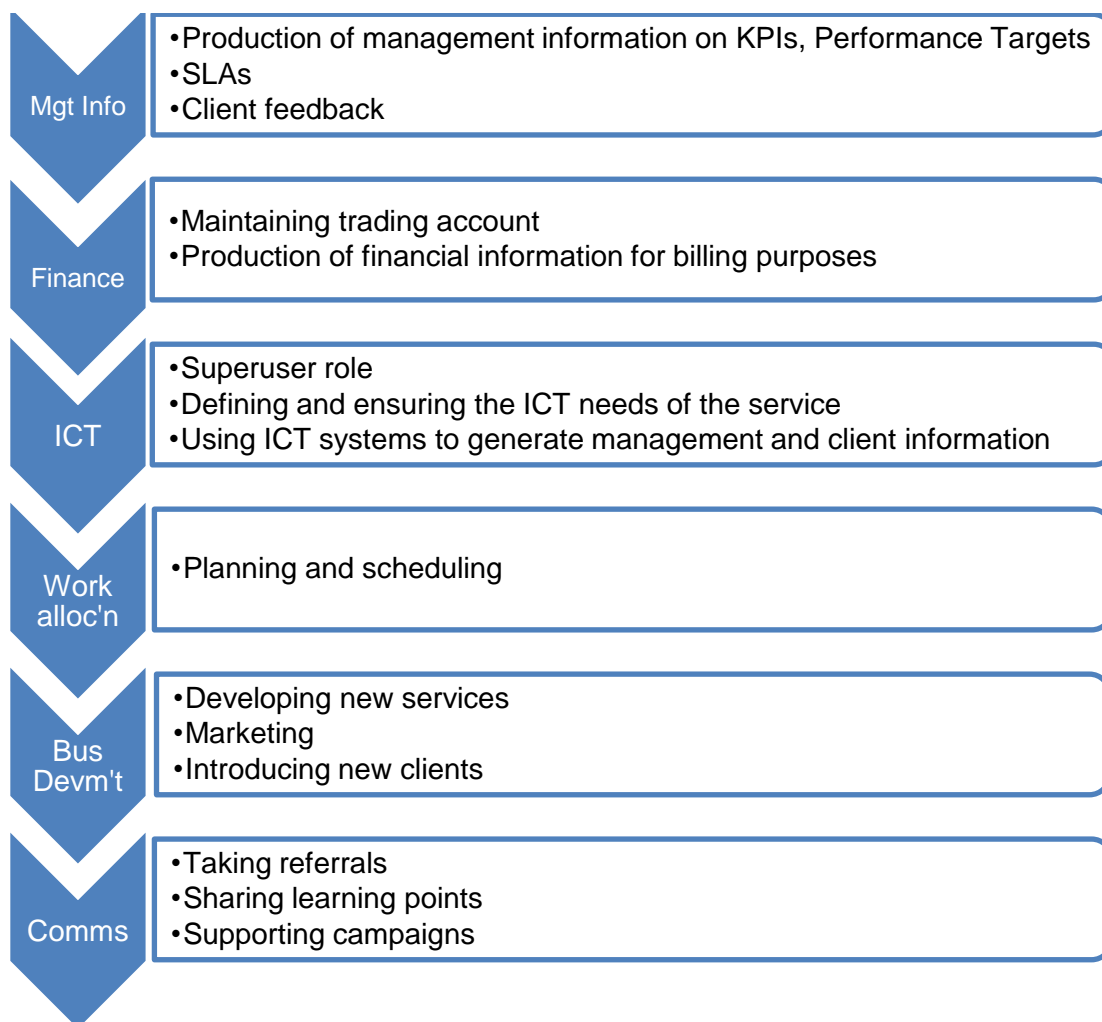 Mgt Info
•Production of management information on KPIs, Performance Targets
•SLAs
•Client feedback
Finance
•Maintaining trading account
•Production of financial information for billing purposes
ICT
•Superuser role
•Defining and ensuring the ICT needs of the service
•Using ICT systems to generate management and client information
Work
alloc'n
•Planning and scheduling
Bus
Devm't
•Developing new services
•Marketing
•Introducing new clients
Comms
•Taking referrals
•Sharing learning points
•Supporting campaigns